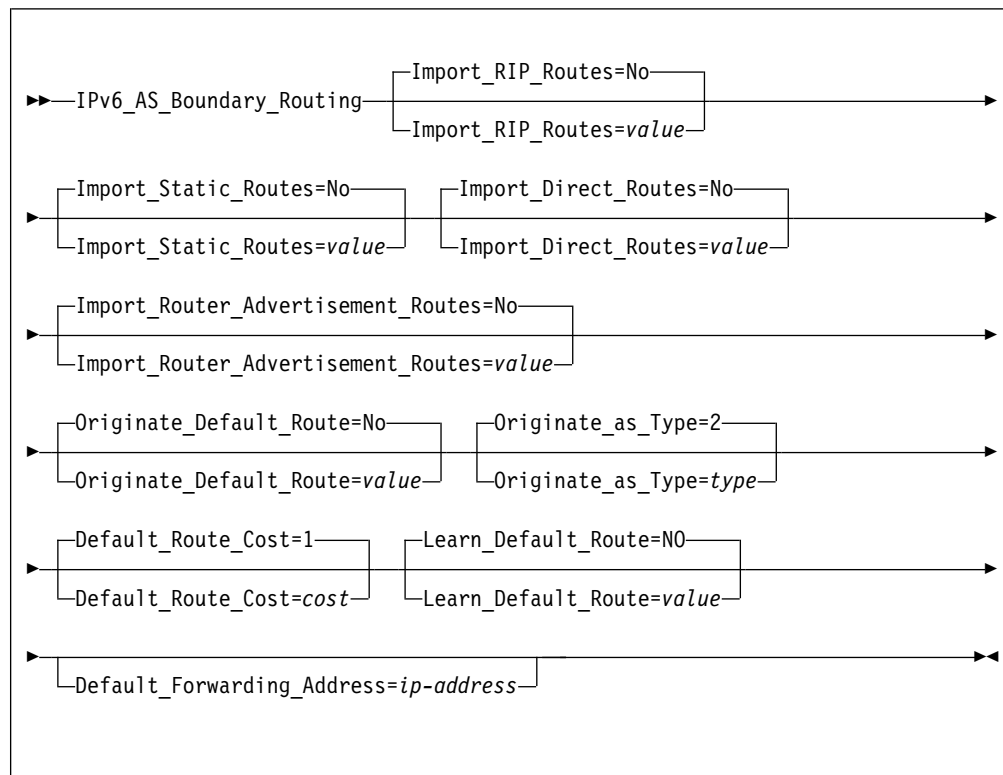 Import_RIP_Routes=No
IPv6_AS_Boundary_Routing
Import_RIP_Routes=value
Import_Static_Routes=No Import_Direct_Routes=No
Import_Static_Routes=value Import_Direct_Routes=value
Import_Router_Advertisement_Routes=No
Import_Router_Advertisement_Routes=value
Originate_Default_Route=No Originate_as_Type=2
Originate_Default_Route=value Originate_as_Type=type
Default_Route_Cost=1 Learn_Default_Route=NO
Default_Route_Cost=cost Learn_Default_Route=value
Default_Forwarding_Address=ip-address